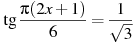 tg π(2x + 1)/6 = 1/√3